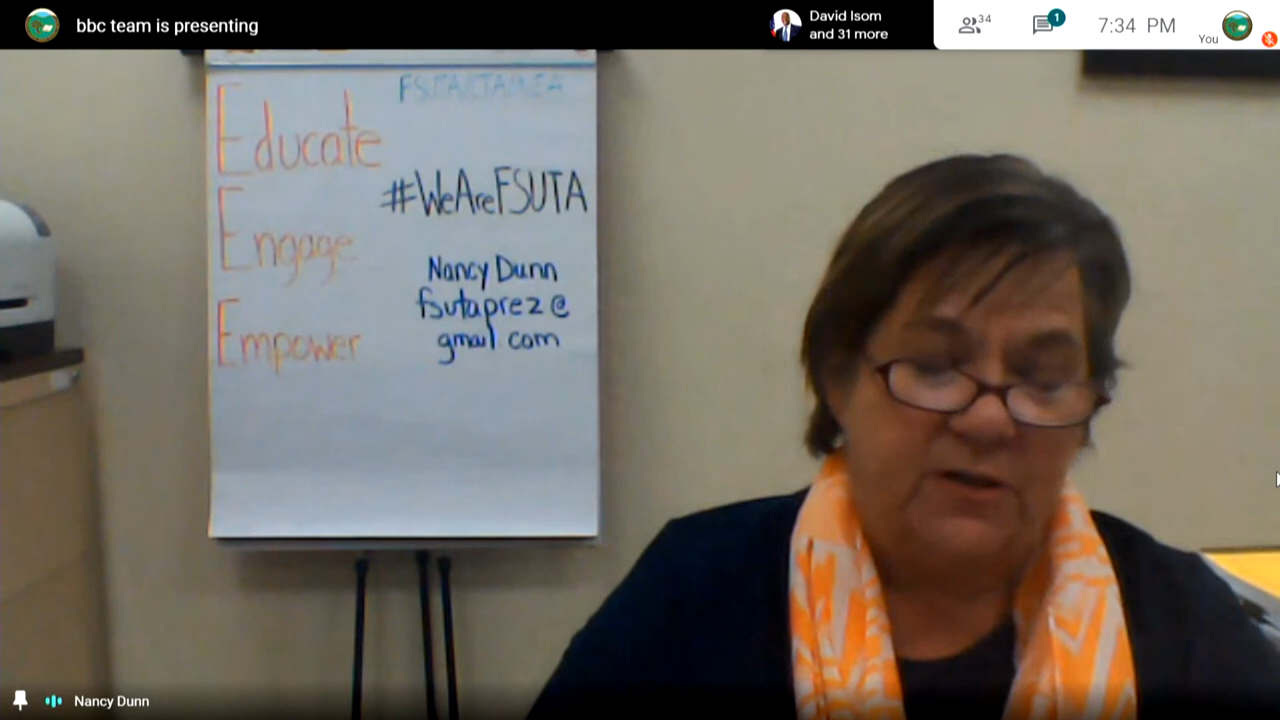 bbc team is presenting
David Isom
and 31 more
34
1
7:34 PM
You
FSUTA/CTA/NEA
Educate
#WeAreFSUTA
Engage
Nancy Dunn
fsutaprez@
gmail com
Empower
Nancy Dunn